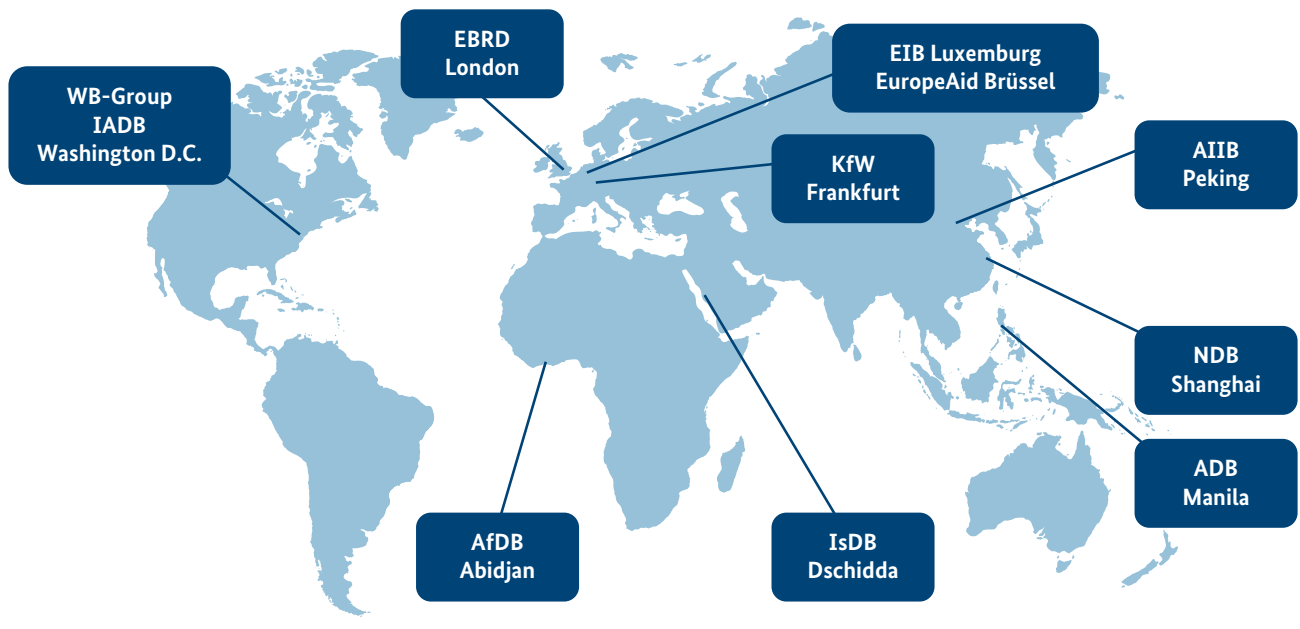 EBRD
London
EIB Luxemburg
EuropeAid Brüssel
WB-Group
IADB
Washington D.C.
KfW
Frankfurt
AIIB
Peking
NDB
Shanghai
ADB
Manila
AfDB
Abidjan
IsDB
Dschidda